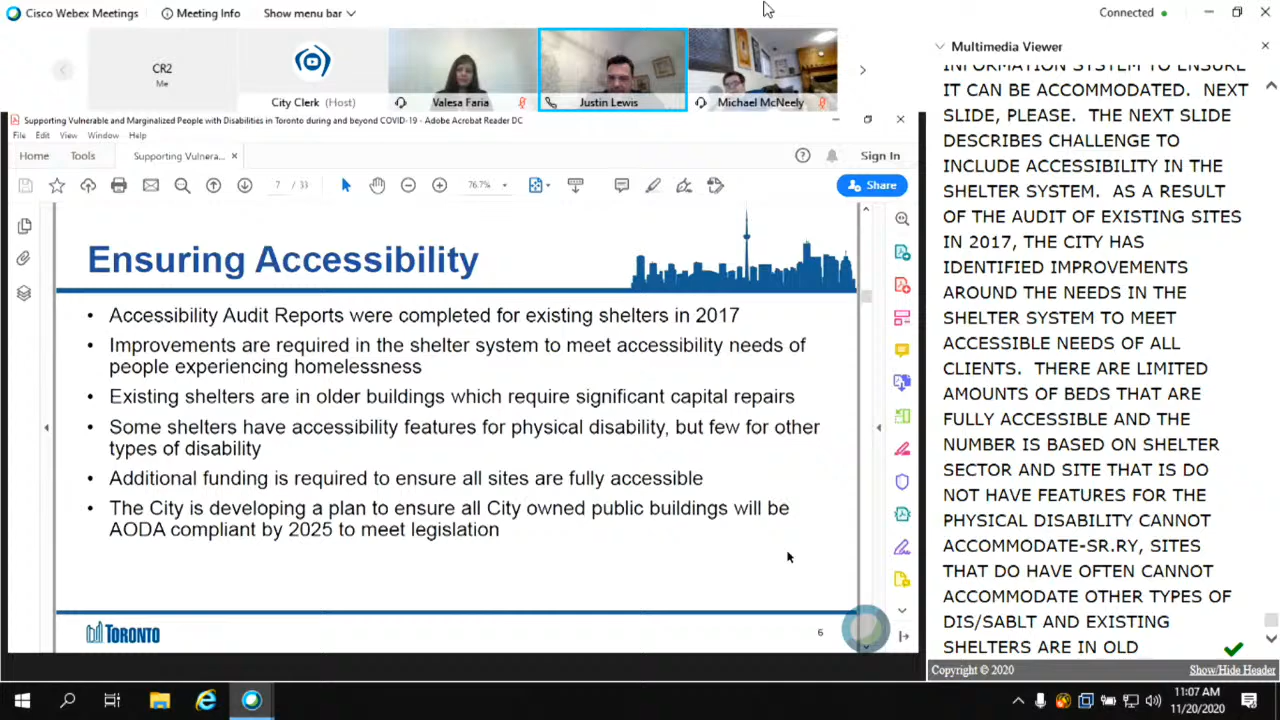 Cisco Webex Meetings
Meeting Info
Show menu bar
Connected
CR2
Me
City Clerk (Host)
Valesa Faria
Justin Lewis
Michael McNeely
Supporting Vulnerable and Marginalized People with Disabilities in Toronto during and beyond COVID-19 - Adobe Acrobat Reader DC
File Edit View Window Help
Home Tools Supporting Vulnera... × Sign In
7 / 33 76.7% Share
Ensuring Accessibility
• Accessibility Audit Reports were completed for existing shelters in 2017
• Improvements are required in the shelter system to meet accessibility needs of
people experiencing homelessness
• Existing shelters are in older buildings which require significant capital repairs
• Some shelters have accessibility features for physical disability, but few for other
types of disability
• Additional funding is required to ensure all sites are fully accessible
• The City is developing a plan to ensure all City owned public buildings will be
AODA compliant by 2025 to meet legislation
TORONTO
6
Multimedia Viewer
INFORMATION SYSTEM TO ENSURE
IT CAN BE ACCOMMODATED. NEXT
SLIDE, PLEASE. THE NEXT SLIDE
DESCRIBES CHALLENGE TO
INCLUDE ACCESSIBILITY IN THE
SHELTER SYSTEM. AS A RESULT
OF THE AUDIT OF EXISTING SITES
IN 2017, THE CITY HAS
IDENTIFIED IMPROVEMENTS
AROUND THE NEEDS IN THE
SHELTER SYSTEM TO MEET
ACCESSIBLE NEEDS OF ALL
CLIENTS. THERE ARE LIMITED
AMOUNTS OF BEDS THAT ARE
FULLY ACCESSIBLE AND THE
NUMBER IS BASED ON SHELTER
SECTOR AND SITE THAT IS DO
NOT HAVE FEATURES FOR THE
PHYSICAL DISABILITY CANNOT
ACCOMMODATE-SR.RY, SITES
THAT DO HAVE OFTEN CANNOT
ACCOMMODATE OTHER TYPES OF
DIS/SABLT AND EXISTING
SHELTERS ARE IN OLD
Copyright © 2020 Show/Hide Header
11:07 AM
11/20/2020